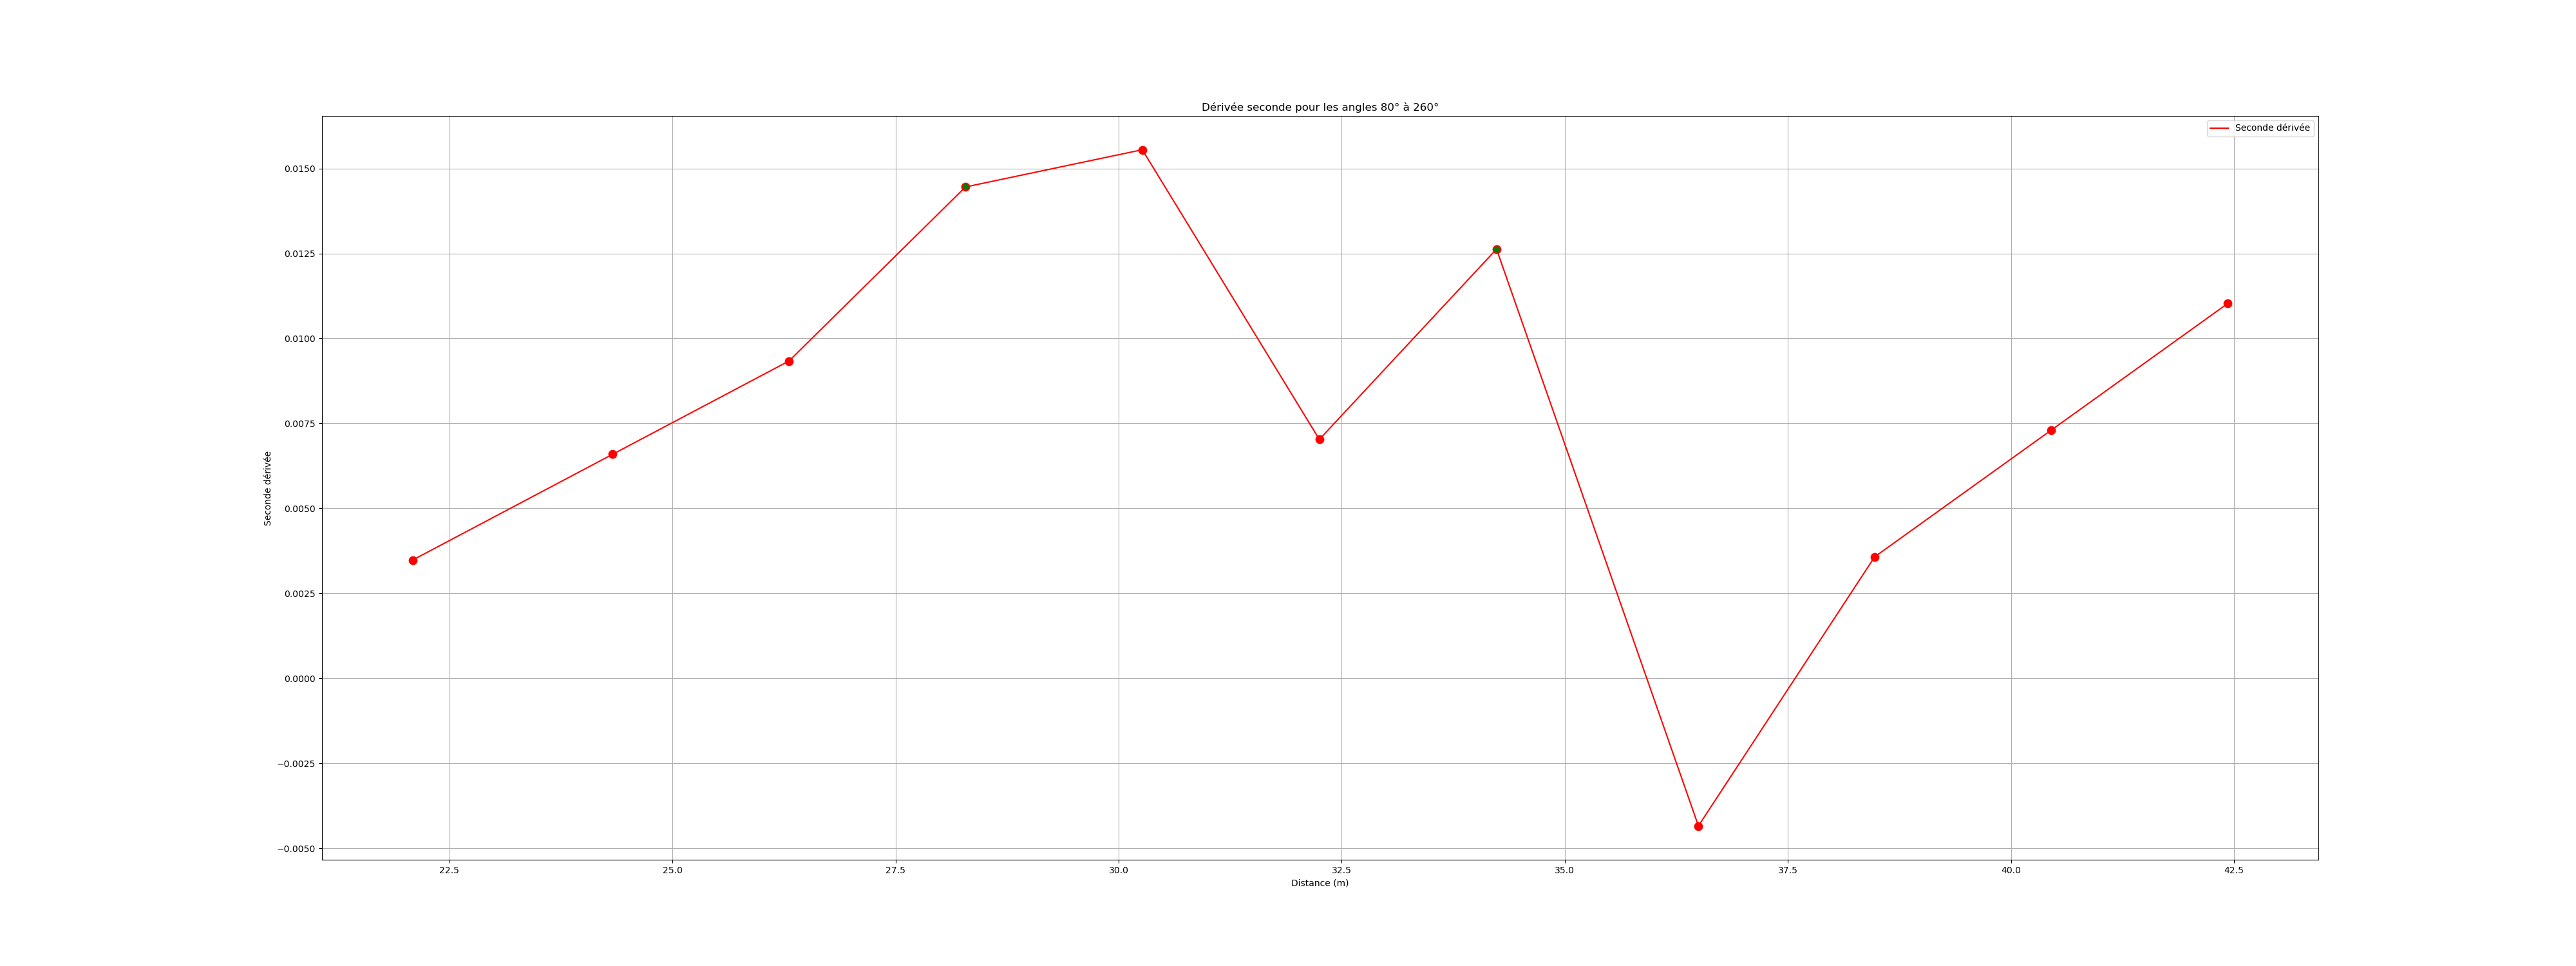 Dérivée seconde pour les angles 80° à 260°
Seconde dérivée
0.0150
0.0125
0.0100
0.0075
0.0050
0.0025
0.0000
−0.0025
−0.0050
Seconde dérivée
22.5 25.0 27.5 30.0 32.5 35.0 37.5 40.0 42.5
Distance (m)